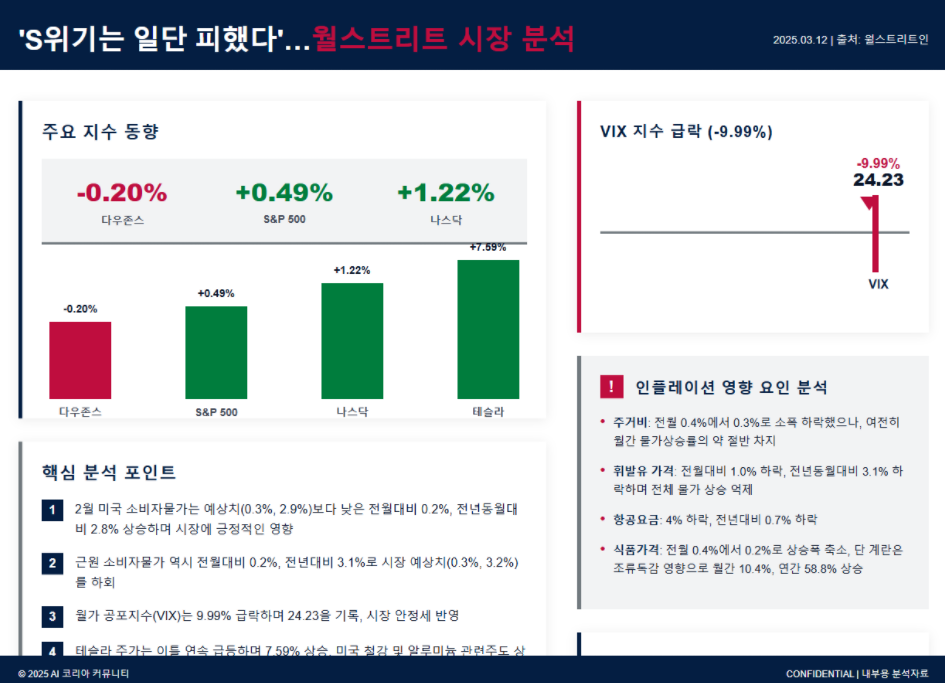 'S위기는 일단 피했다'...월스트리트 시장 분석
2025.03.12 | 출처: 월스트리트인
주요 지수 동향
-0.20%
다우존스
+0.49%
S&P 500
+1.22%
나스닥
-0.20%
+0.49%
+1.22%
+7.59%
다우존스
S&P 500
나스닥
테슬라
핵심 분석 포인트
1
2월 미국 소비자물가는 예상치(0.3%, 2.9%)보다 낮은 전월대비 0.2%, 전년동월대
비 2.8% 상승하며 시장에 긍정적인 영향
2
근원 소비자물가 역시 전월대비 0.2%, 전년대비 3.1%로 시장 예상치(0.3%, 3.2%)
를 하회
3
월가 공포지수(VIX)는 9.99% 급락하며 24.23을 기록, 시장 안정세 반영
4
테슬라 주가는 이틀 연속 급등하며 7.59% 상승, 미국 철강 및 알루미늄 관련주도 상
VIX 지수 급락 (-9.99%)
-9.99%
24.23
VIX
!
인플레이션 영향 요인 분석
• 주거비: 전월 0.4%에서 0.3%로 소폭 하락했으나, 여전히
월간 물가상승률의 약 절반 차지
• 휘발유 가격: 전월대비 1.0% 하락, 전년동월대비 3.1% 하
락하며 전체 물가 상승 억제
• 항공요금: 4% 하락, 전년대비 0.7% 하락
• 식품가격: 전월 0.4%에서 0.2%로 상승폭 축소, 단 계란은
조류독감 영향으로 월간 10.4%, 연간 58.8% 상승
© 2025 AI 코리아 커뮤니티
CONFIDENTIAL | 내부용 분석자료